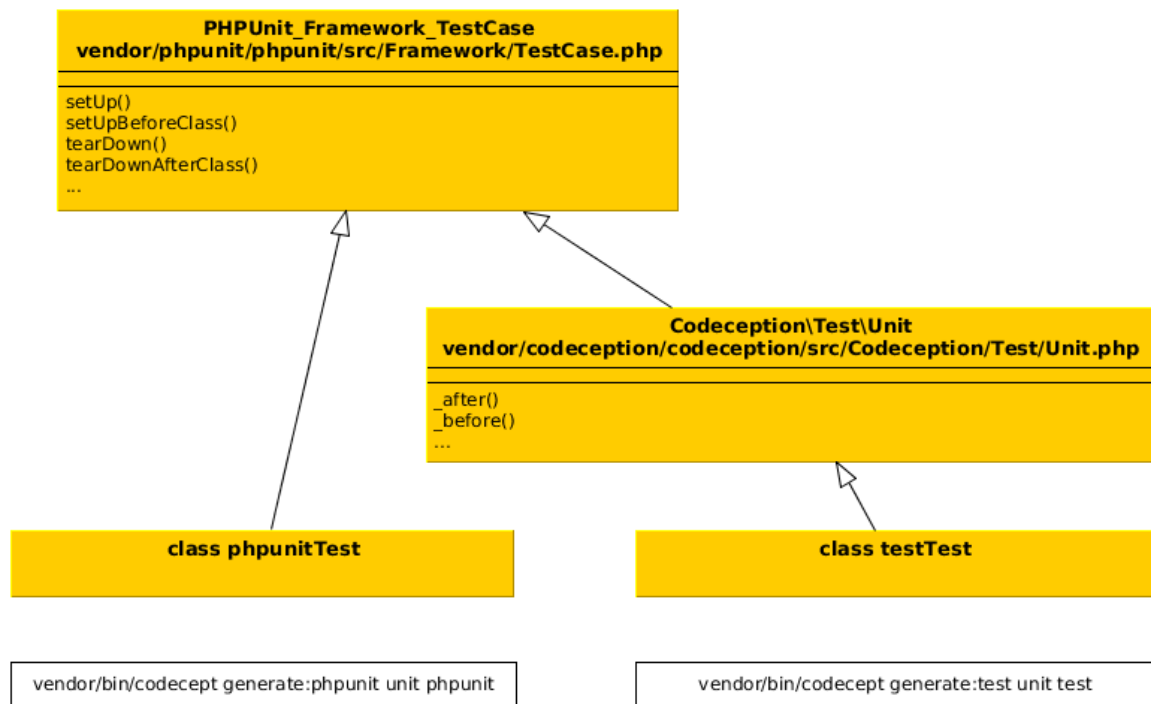 PHPUnit_Framework_TestCase
vendor/phpunit/phpunit/src/Framework/TestCase.php
setUp()
setUpBeforeClass()
tearDown()
tearDownAfterClass()
...
Codeception\Test\Unit
vendor/codeception/codeception/src/Codeception/Test/Unit.php
_after()
_before()
...
class phpunitTest
class testTest
vendor/bin/codecept generate:phpunit unit phpunit
vendor/bin/codecept generate:test unit test